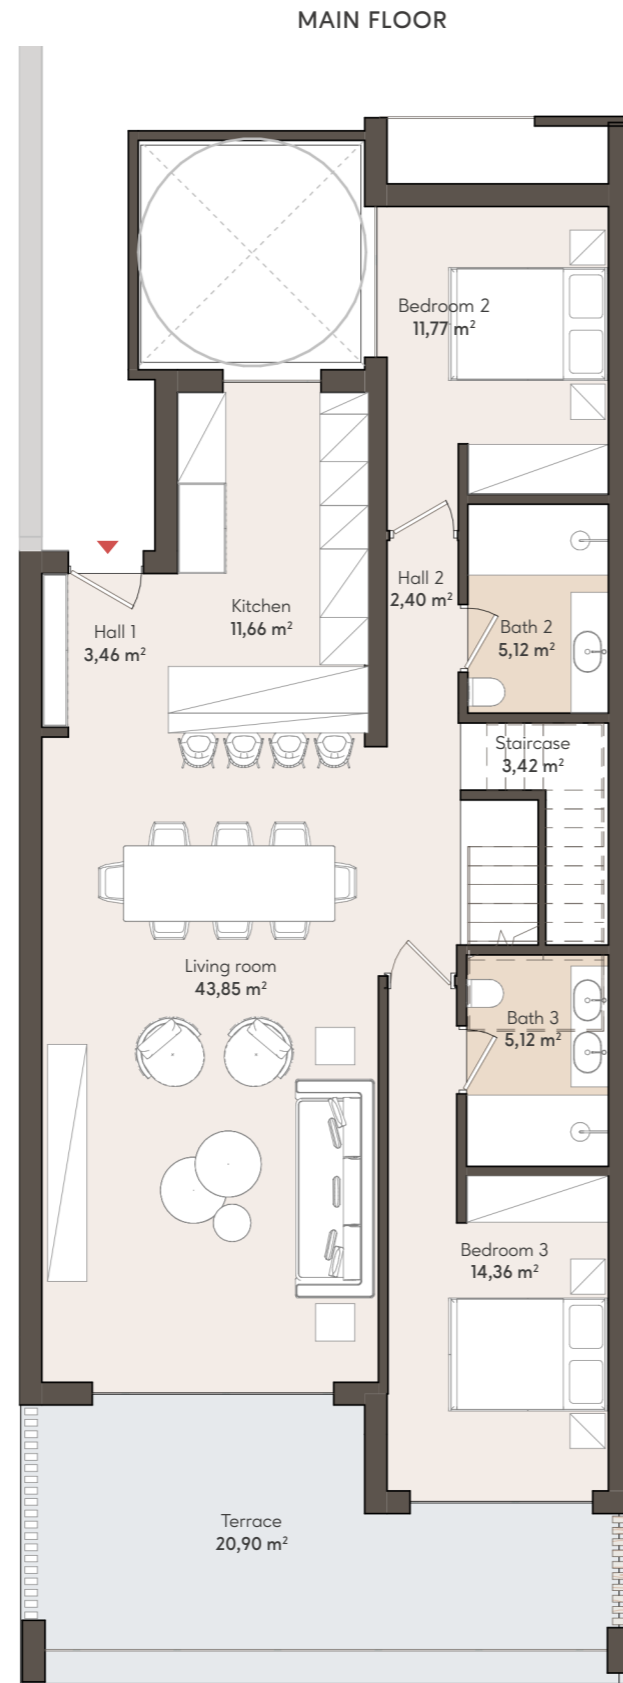 MAIN FLOOR
Bedroom 2
11,77 m²
Hall 2
2,40 m²
Kitchen
11,66 m²
Bath 2
5,12 m²
Hall 1
3,46 m²
Staircase
3,42 m²
Living room
43,85 m²
Bath 3
5,12 m²
Bedroom 3
14,36 m²
Terrace
20,90 m²